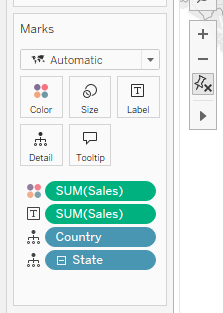 Marks
Automatic
Color
Size
T
Label
Detail
Tooltip
SUM(Sales)
T
SUM(Sales)
Country
State